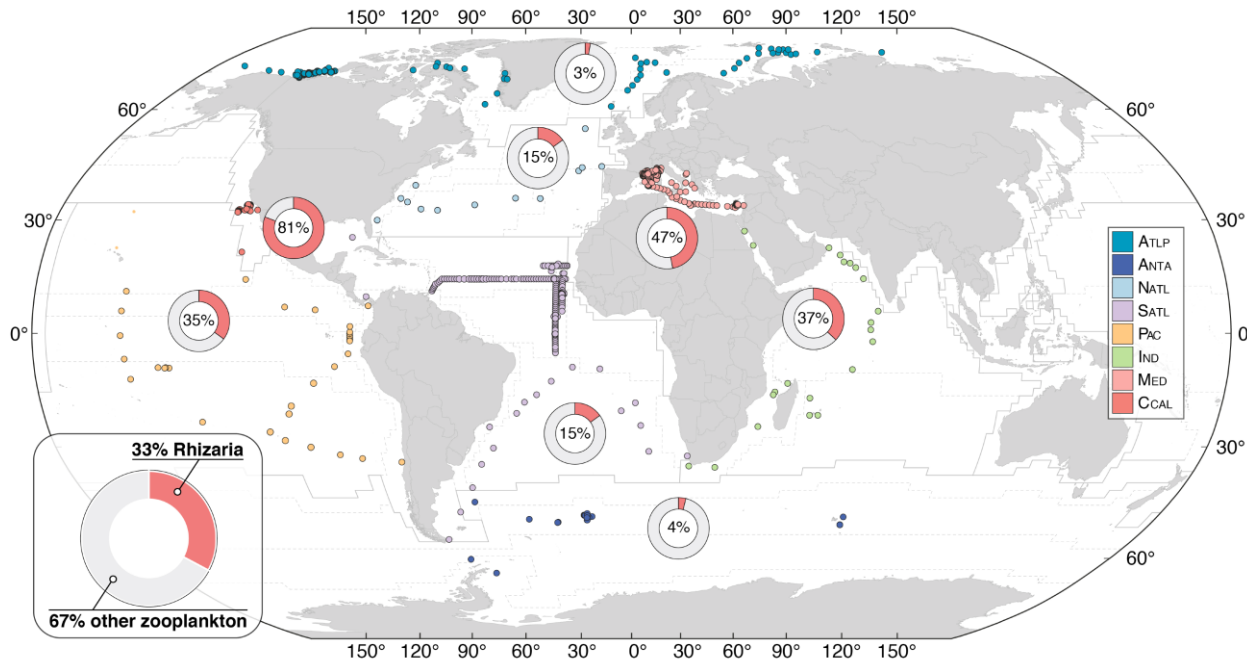 150° 120° 90° 60° 30° 0° 30° 60° 90° 120° 150°
3%
60° 60°
15%
30° 30°
81% 47%
ATLP
ANTA
NATL
SATL
PAC
IND
MED
CCAL
35% 37%
0° 0°
15%
30°
33% Rhizaria
4%
60°
67% other zooplankton
150° 120° 90° 60° 30° 0° 30° 60° 90° 120° 150°